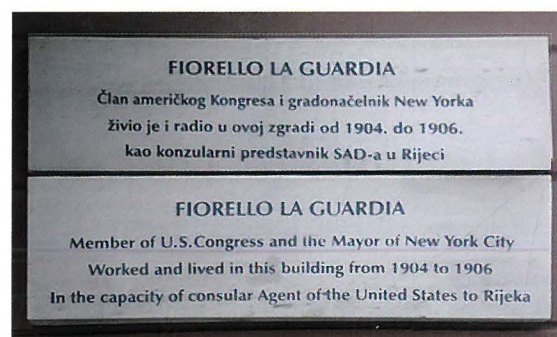 FIORELLO LA GUARDIA
Član američkog Kongresa i gradonačelnik New Yorka
živio je i radio u ovoj zgradi od 1904. do 1906.
kao konzularni predstavnik SAD-a u Rijeci
FIORELLO LA GUARDIA
Member of U.S.Congress and the Mayor of New York City
Worked and lived in this building from 1904 to 1906
In the capacity of consular Agent of the United States to Rijeka